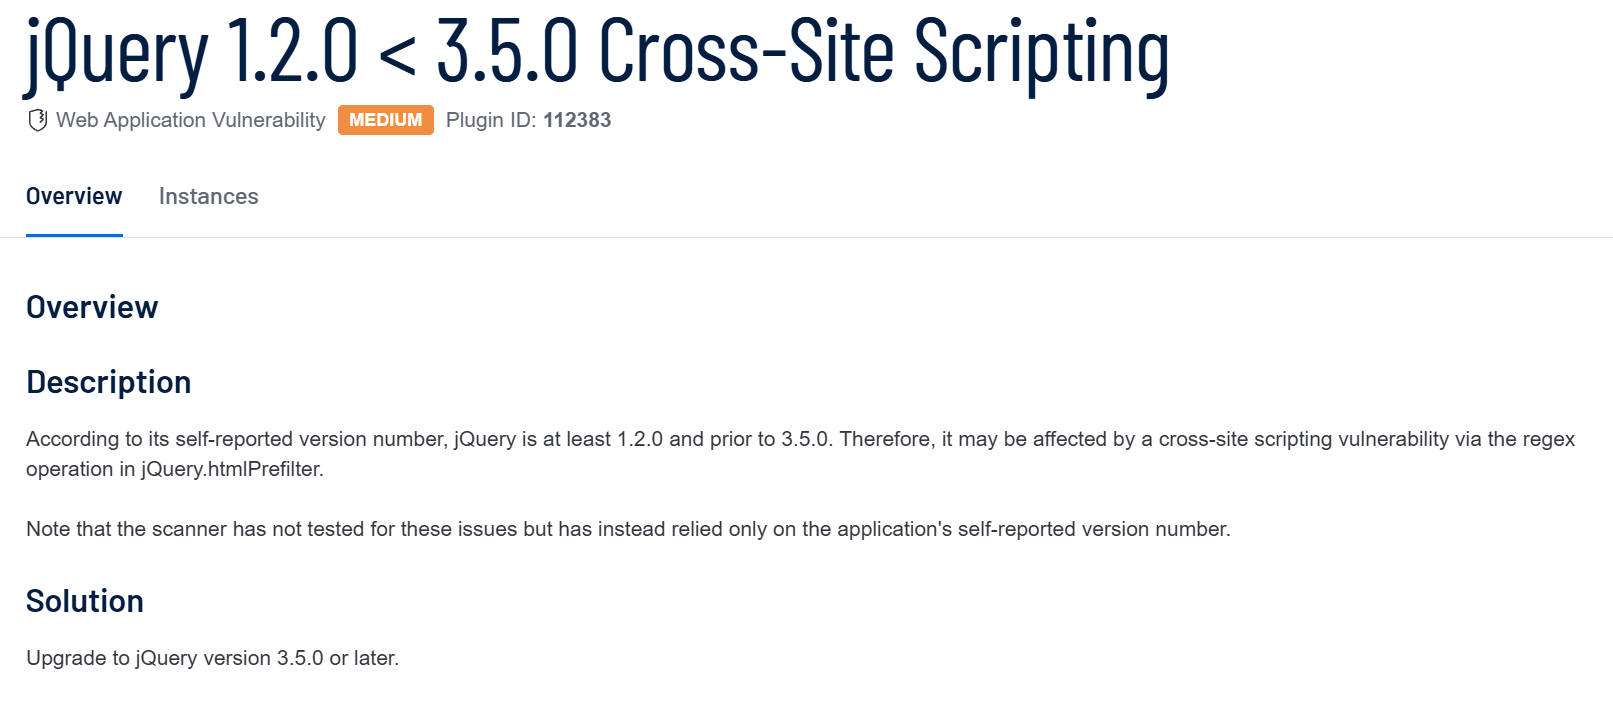 jQuery 1.2.0 < 3.5.0 Cross-Site Scripting
Web Application Vulnerability MEDIUM Plugin ID: 112383
Overview Instances
Overview
Description
According to its self-reported version number, jQuery is at least 1.2.0 and prior to 3.5.0. Therefore, it may be affected by a cross-site scripting vulnerability via the regex
operation in jQuery.htmlPrefilter.
Note that the scanner has not tested for these issues but has instead relied only on the application's self-reported version number.
Solution
Upgrade to jQuery version 3.5.0 or later.